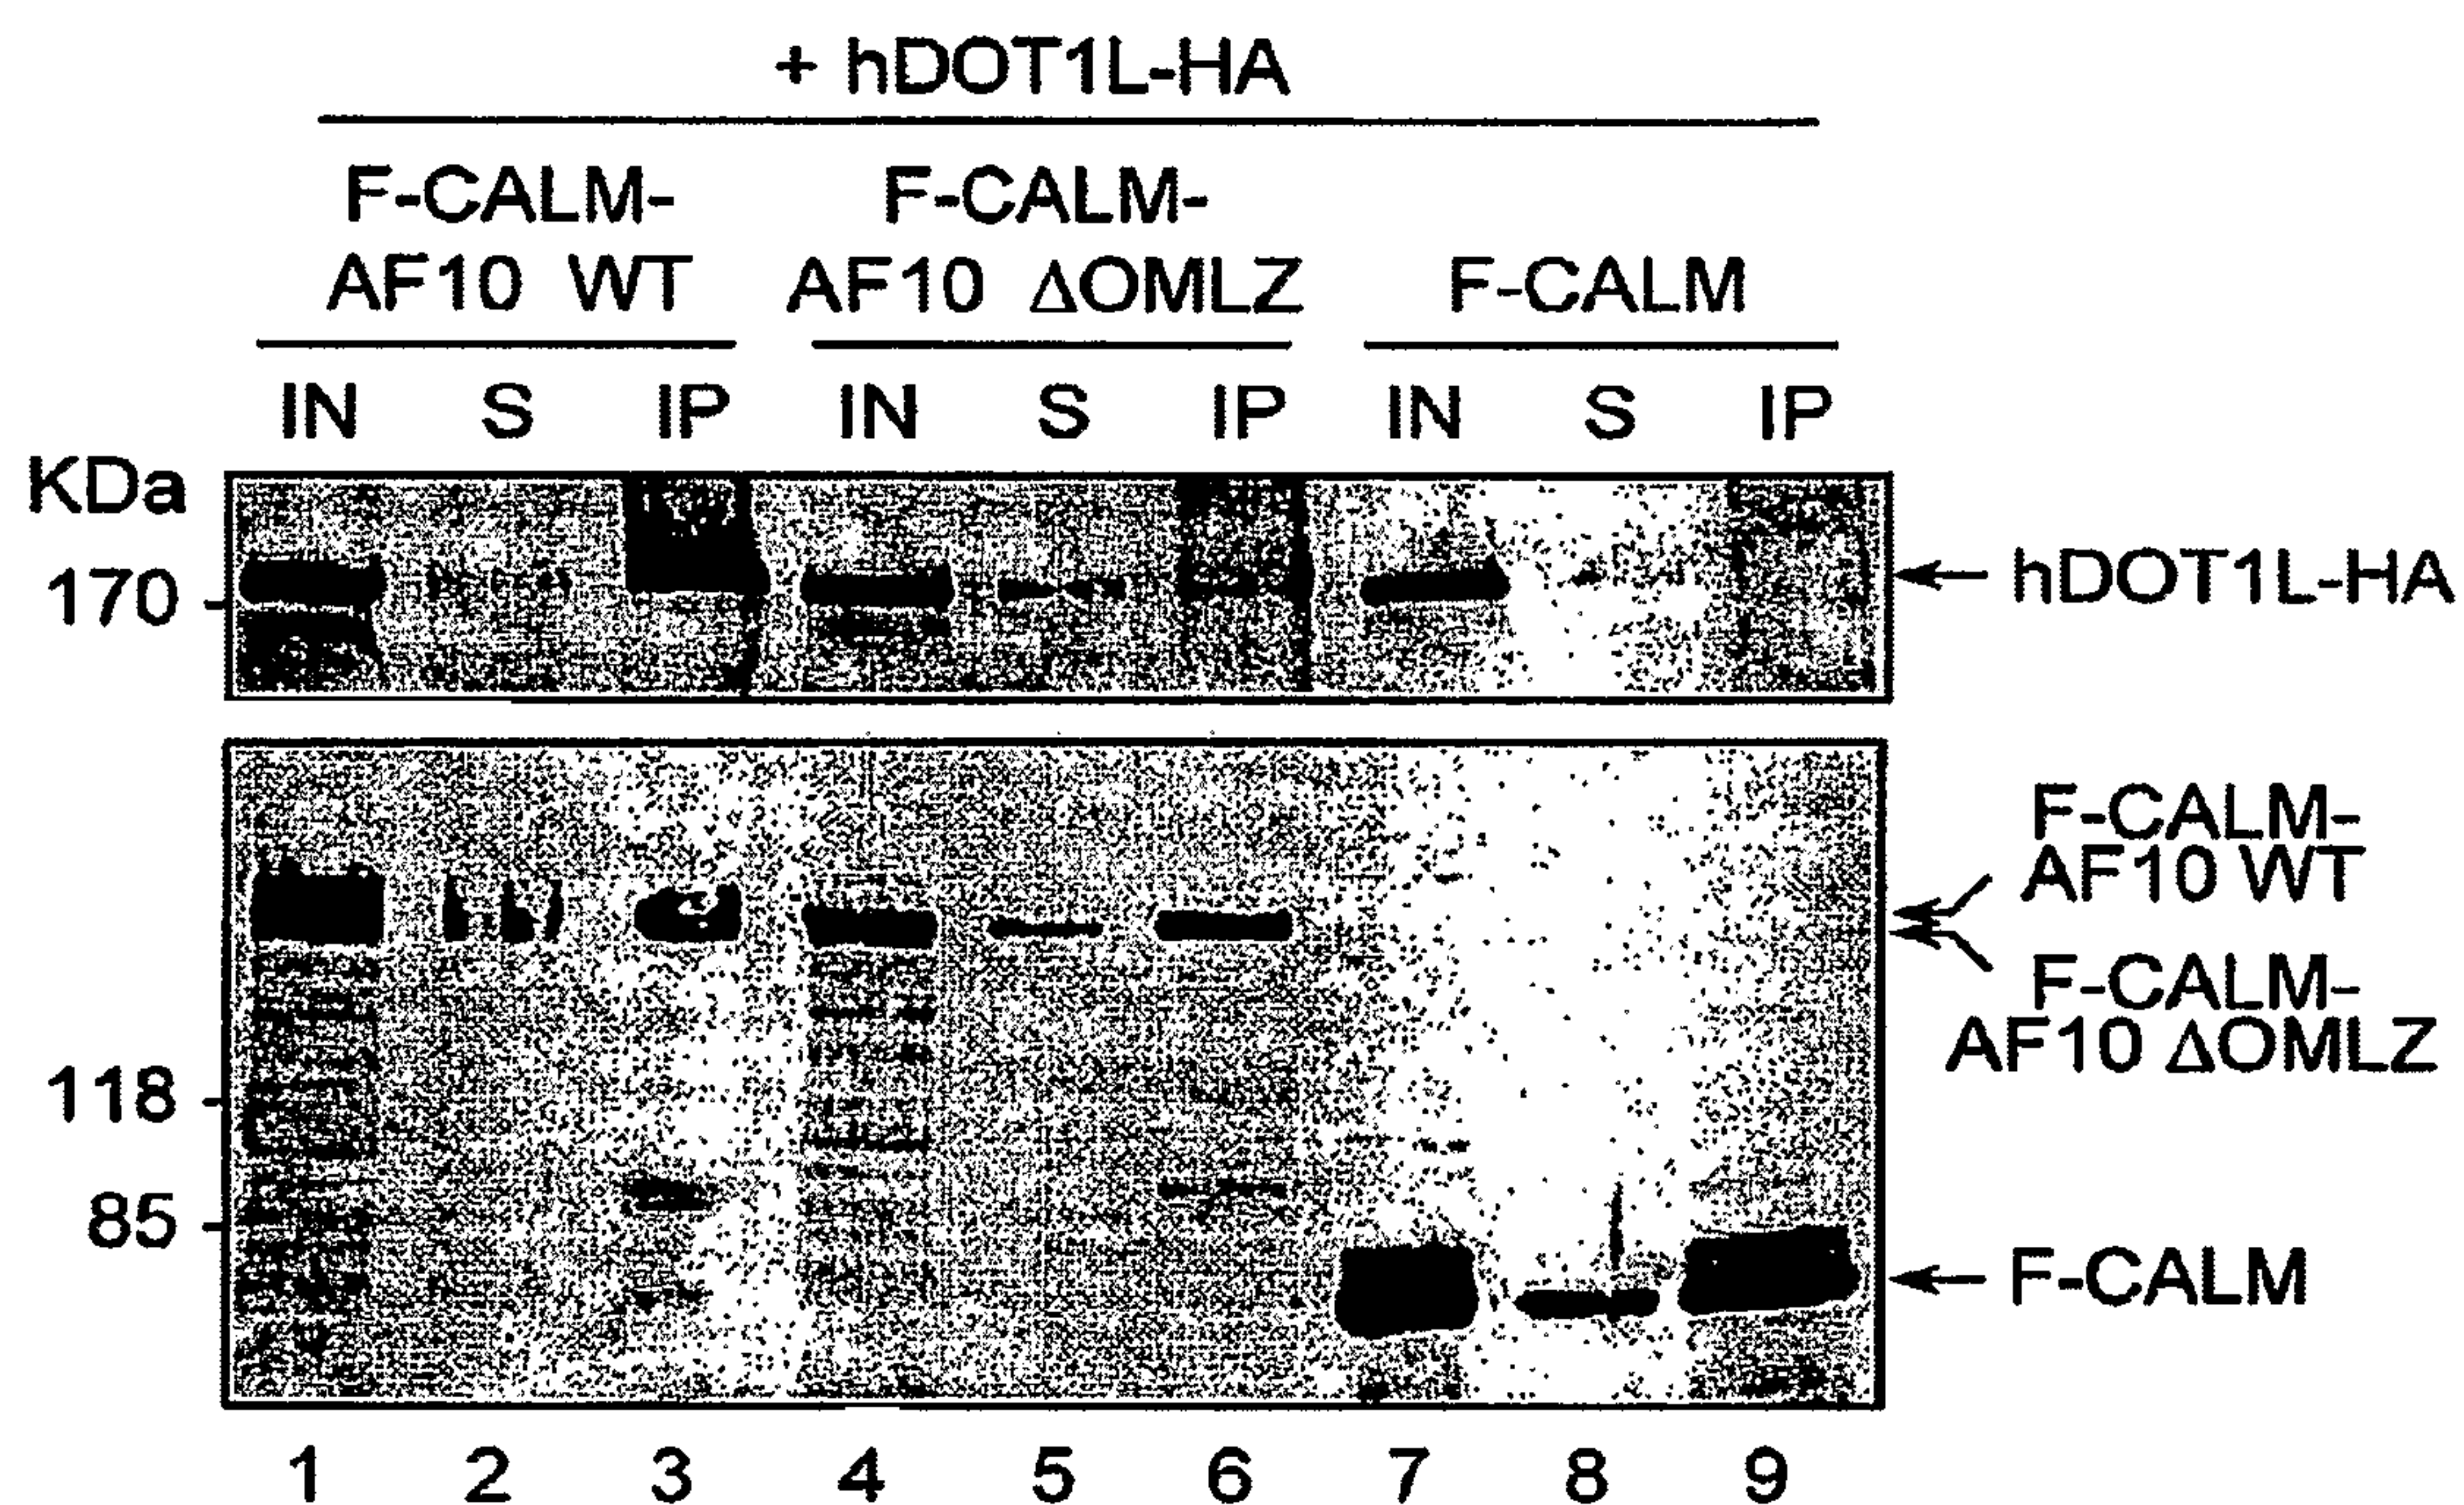 + hDOT1L-HA
F-CALM- F-CALM-
AF10 WT AF10 ΔOMLZ F-CALM
IN S IP IN S IP IN S IP
KDa
170
hDOT1L-HA
F-CALM-
AF10 WT
F-CALM-
AF10 ΔOMLZ
118
85
F-CALM
1 2 3 4 5 6 7 8 9